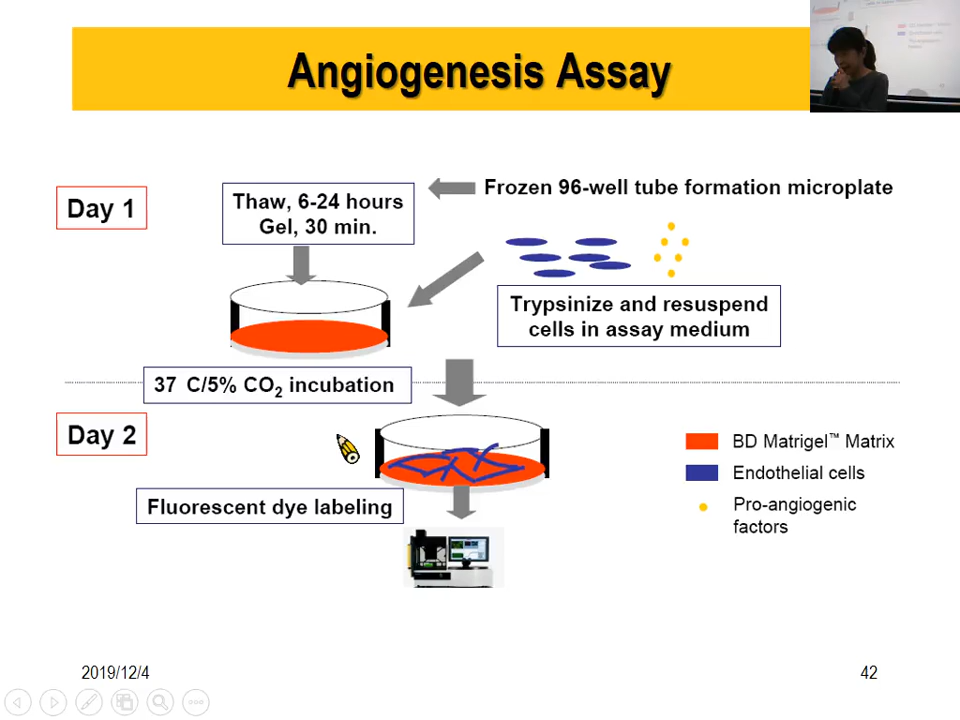 Angiogenesis Assay
Day 1
Thaw, 6-24 hours
Gel, 30 min.
Frozen 96-well tube formation microplate
Trypsinize and resuspend
cells in assay medium
37 C/5% CO2 incubation
Day 2
BD Matrigel™ Matrix
Endothelial cells
Pro-angiogenic
factors
Fluorescent dye labeling
2019/12/4
42